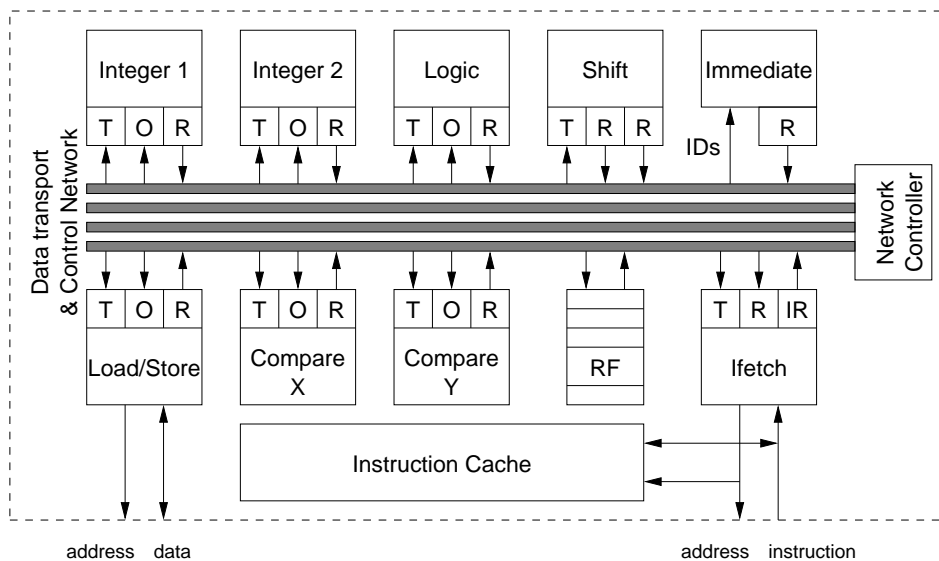 Integer 1
Integer 2
Logic
Shift
Immediate
T O R
T O R
T O R
T R R
R
IDs
Data transport
& Control Network
Network
Controller
T O R
T O R
T O R
T R IR
Load/Store
Compare
X
Compare
Y
RF
Ifetch
Instruction Cache
address data
address instruction